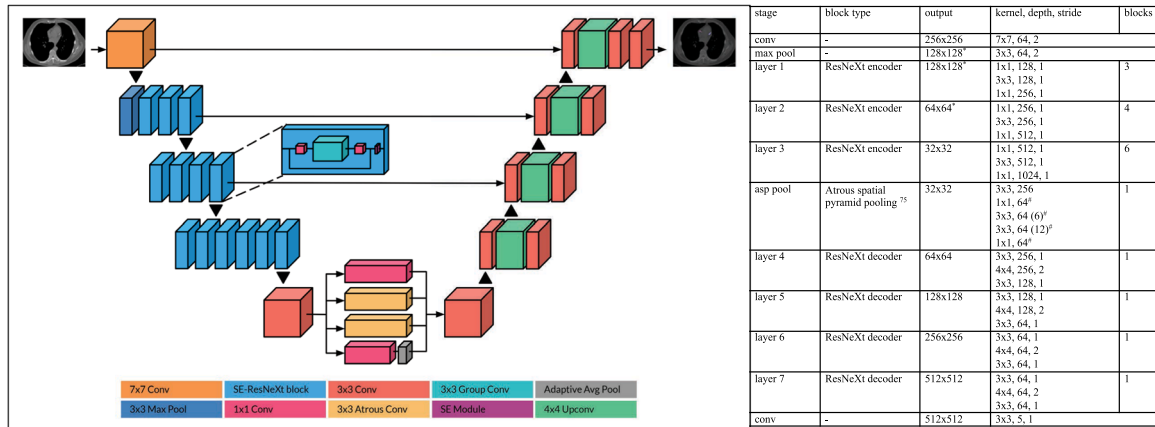 7x7 Conv SE-ResNeXt block 3x3 Conv 3x3 Group Conv Adaptive Avg Pool
3x3 Max Pool 1x1 Conv 3x3 Atrous Conv SE Module 4x4 Upconv
stage block type output kernel, depth, stride blocks
conv - 256x256 7x7, 64, 2
max pool - 128x128* 3x3, 64, 2
layer 1 ResNeXt encoder 128x128* 1x1, 128, 1 3
3x3, 128, 1
1x1, 256, 1
layer 2 ResNeXt encoder 64x64* 1x1, 256, 1 4
3x3, 256, 1
1x1, 512, 1
layer 3 ResNeXt encoder 32x32 1x1, 512, 1 6
3x3, 512, 1
1x1, 1024, 1
asp pool Atrous spatial 32x32 3x3, 256 1
pyramid pooling 75 1x1, 64#
3x3, 64 (6)#
3x3, 64 (12)#
1x1, 64#
layer 4 ResNeXt decoder 64x64 3x3, 256, 1 1
4x4, 256, 2
3x3, 128, 1
layer 5 ResNeXt decoder 128x128 3x3, 128, 1 1
4x4, 128, 2
3x3, 64, 1
layer 6 ResNeXt decoder 256x256 3x3, 64, 1 1
4x4, 64, 2
3x3, 64, 1
layer 7 ResNeXt decoder 512x512 3x3, 64, 1 1
4x4, 64, 2
3x3, 64, 1
conv - 512x512 3x3, 5, 1